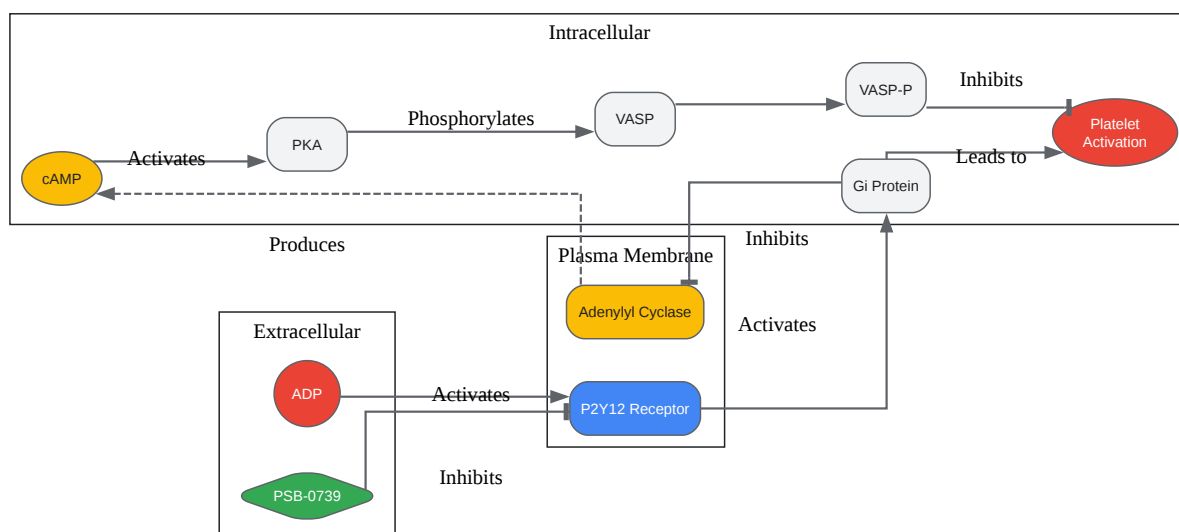 Intracellular
VASP-P
Inhibits
Platelet
Activation
Phosphorylates
VASP
PKA
Activates
cAMP
Leads to
Gi Protein
Produces
Inhibits
Plasma Membrane
Adenylyl Cyclase
Activates
Extracellular
ADP
Activates
P2Y12 Receptor
Inhibits
PSB-0739